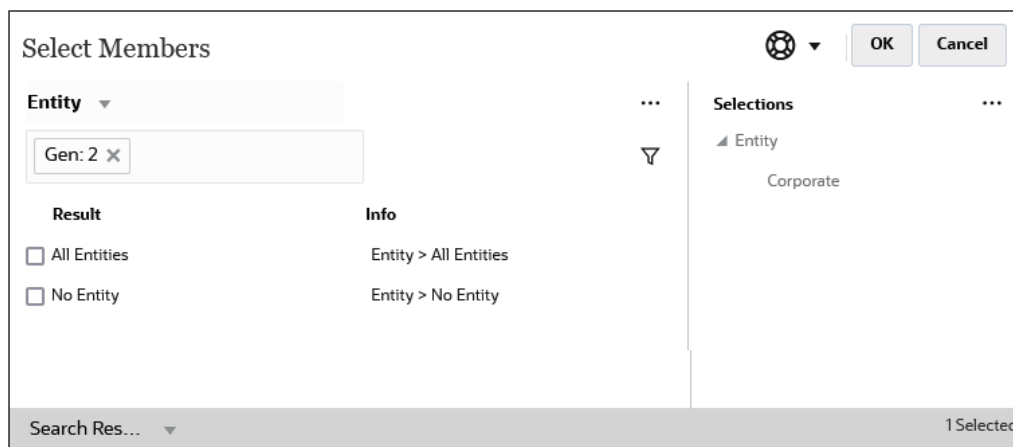 Select Members
OK Cancel
Entity
Selections
Gen: 2
Entity
Corporate
Result Info
All Entities Entity > All Entities
No Entity Entity > No Entity
Search Res... 1 Selected